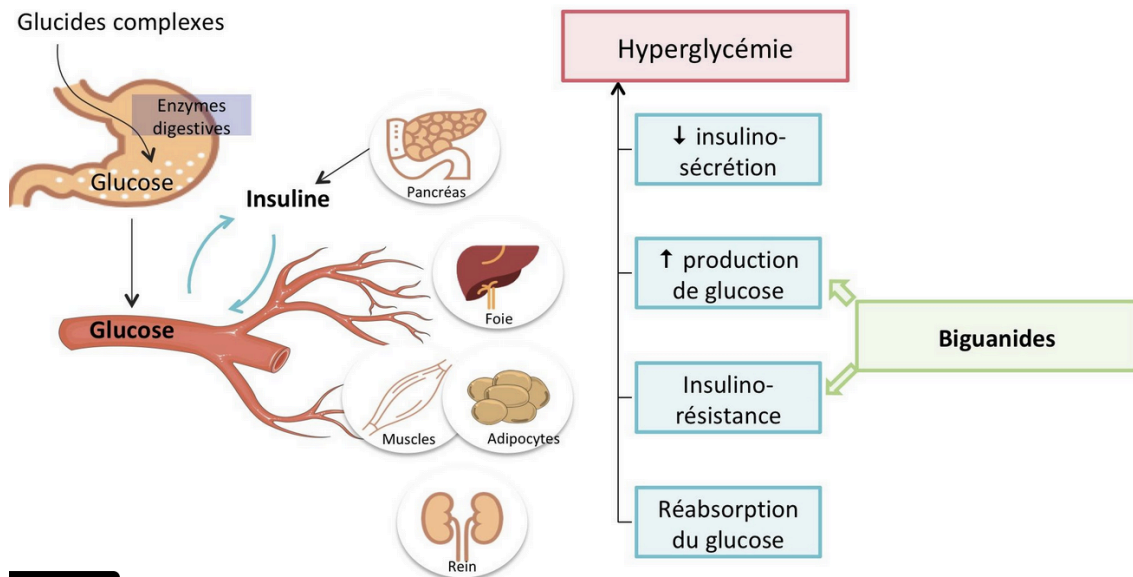 Glucides complexes
Enzymes
digestives
Glucose
Insuline
Pancréas
Glucose
Foie
Muscles
Adipocytes
Rein
Hyperglycémie
↓ insulino-
sécrétion
↑ production
de glucose
Insulino-
résistance
Réabsorption
du glucose
Biguanides